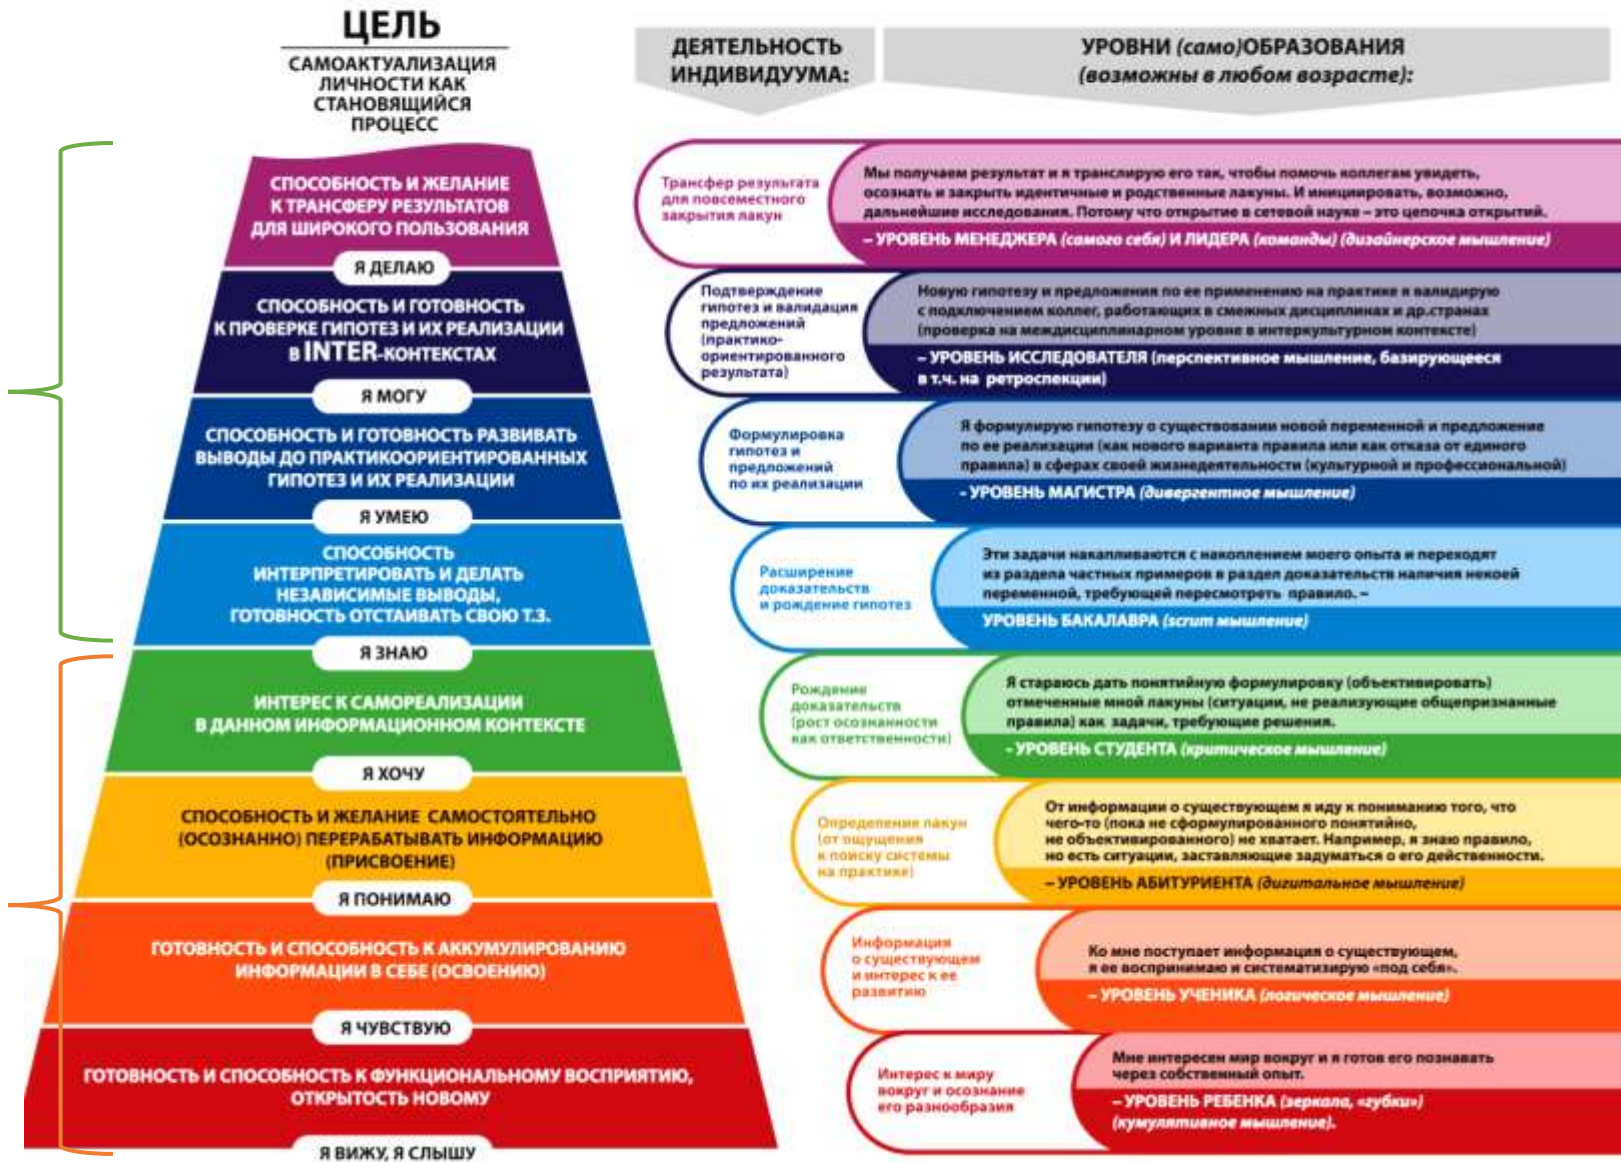 ЦЕЛЬ
САМОАКТУАЛИЗАЦИЯ
ЛИЧНОСТИ КАК
СТАНОВЯЩИЙСЯ
ПРОЦЕСС
ДЕЯТЕЛЬНОСТЬ
ИНДИВИДУУМА:
УРОВНИ (само)ОБРАЗОВАНИЯ
(возможны в любом возрасте):
СПОСОБНОСТЬ И ЖЕЛАНИЕ
К ТРАНСФЕРУ РЕЗУЛЬТАТОВ
ДЛЯ ШИРОКОГО ПОЛЬЗОВАНИЯ
Трансфер результата
для повсеместного
закрытия лакун
Мы получаем результат и я транслирую его так, чтобы помочь коллегам увидеть,
осознать и закрыть идентичные и родственные лакуны. И инициировать, возможно,
дальнейшие исследования. Потому что открытие в сетевой науке – это цепочка открытий.
– УРОВЕНЬ МЕНЕДЖЕРА (самого себя) И ЛИДЕРА (команды) (дизайнерское мышление)
Я ДЕЛАЮ
СПОСОБНОСТЬ И ГОТОВНОСТЬ
К ПРОВЕРКЕ ГИПОТЕЗ И ИХ РЕАЛИЗАЦИИ
В INTER-КОНТЕКСТАХ
Подтверждение
гипотез и валидация
предложений
(практико-
ориентированного
результата)
Новую гипотезу и предложения по ее применению на практике я валидирую
с подключением коллег, работающих в смежных дисциплинах и др.странах
(проверка на междисциплинарном уровне в интеркультурном контексте)
– УРОВЕНЬ ИССЛЕДОВАТЕЛЯ (перспективное мышление, базирующееся
в т.ч. на ретроспекции)
Я МОГУ
СПОСОБНОСТЬ И ГОТОВНОСТЬ РАЗВИВАТЬ
ВЫВОДЫ ДО ПРАКТИКООРИЕНТИРОВАННЫХ
ГИПОТЕЗ И ИХ РЕАЛИЗАЦИИ
Формулировка
гипотез и
предложений
по их реализации
Я формулирую гипотезу о существовании новой переменной и предложение
по ее реализации (как нового варианта правила или как отказа от единого
правила) в сферах своей жизнедеятельности (культурной и профессиональной)
- УРОВЕНЬ МАГИСТРА (дивергентное мышление)
Я УМЕЮ
СПОСОБНОСТЬ
ИНТЕРПРЕТИРОВАТЬ И ДЕЛАТЬ
НЕЗАВИСИМЫЕ ВЫВОДЫ,
ГОТОВНОСТЬ ОТСТАИВАТЬ СВОЮ Т.З.
Расширение
доказательств
и рождение гипотез
Эти задачи накапливаются с накоплением моего опыта и переходят
из раздела частных примеров в раздел доказательств наличия некоей
переменной, требующей пересмотреть правило. –
УРОВЕНЬ БАКАЛАВРА (scrum мышление)
Я ЗНАЮ
ИНТЕРЕС К САМОРЕАЛИЗАЦИИ
В ДАННОМ ИНФОРМАЦИОННОМ КОНТЕКСТЕ
Рождение
доказательств
(рост осознанности
как ответственности)
Я стараюсь дать понятийную формулировку (объективировать)
отмеченные мной лакуны (ситуации, не реализующие общепризнанные
правила) как задачи, требующие решения.
- УРОВЕНЬ СТУДЕНТА (критическое мышление)
Я ХОЧУ
СПОСОБНОСТЬ И ЖЕЛАНИЕ САМОСТОЯТЕЛЬНО
(ОСОЗНАННО) ПЕРЕРАБАТЫВАТЬ ИНФОРМАЦИЮ
(ПРИСВОЕНИЕ)
Определение лакун
(от ощущения
к поиску системы
на практике)
От информации о существующем я иду к пониманию того, что
чего-то (пока не сформулированного понятийно,
не объективированного) не хватает. Например, я знаю правило,
но есть ситуации, заставляющие задуматься о его действенности.
– УРОВЕНЬ АБИТУРИЕНТА (дигитальное мышление)
Я ПОНИМАЮ
ГОТОВНОСТЬ И СПОСОБНОСТЬ К АККУМУЛИРОВАНИЮ
ИНФОРМАЦИИ В СЕБЕ (ОСВОЕНИЮ)
Информация
о существующем
и интерес к ее
развитию
Ко мне поступает информация о существующем,
я ее воспринимаю и систематизирую «под себя».
– УРОВЕНЬ УЧЕНИКА (логическое мышление)
Я ЧУВСТВУЮ
ГОТОВНОСТЬ И СПОСОБНОСТЬ К ФУНКЦИОНАЛЬНОМУ ВОСПРИЯТИЮ,
ОТКРЫТОСТЬ НОВОМУ
Интерес к миру
вокруг и осознание
его разнообразия
Мне интересен мир вокруг и я готов его познавать
через собственный опыт.
– УРОВЕНЬ РЕБЕНКА (зеркала, «губки»)
(кумулятивное мышление).
Я ВИЖУ, Я СЛЫШУ